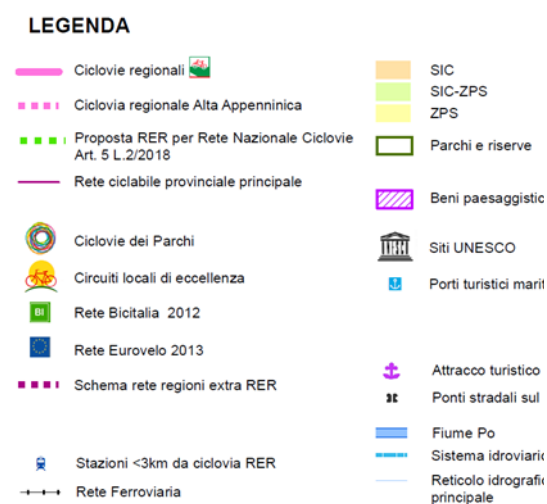 LEGENDA
Ciclovie regionali
Ciclovia regionale Alta Appenninica
Proposta RER per Rete Nazionale Ciclovie
Art. 5 L.2/2018
Rete ciclabile provinciale principale
Ciclovie dei Parchi
Circuiti locali di eccellenza
BI
Rete Bicitalia 2012
Rete Eurovelo 2013
Schema rete regioni extra RER
Stazioni <3km da ciclovia RER
Rete Ferroviaria
SIC
SIC-ZPS
ZPS
Parchi e riserve
Beni paesaggistic
Siti UNESCO
Porti turistici marit
Attracco turistico
Ponti stradali sul
Fiume Po
Sistema idroviario
Reticolo idrografic
principale